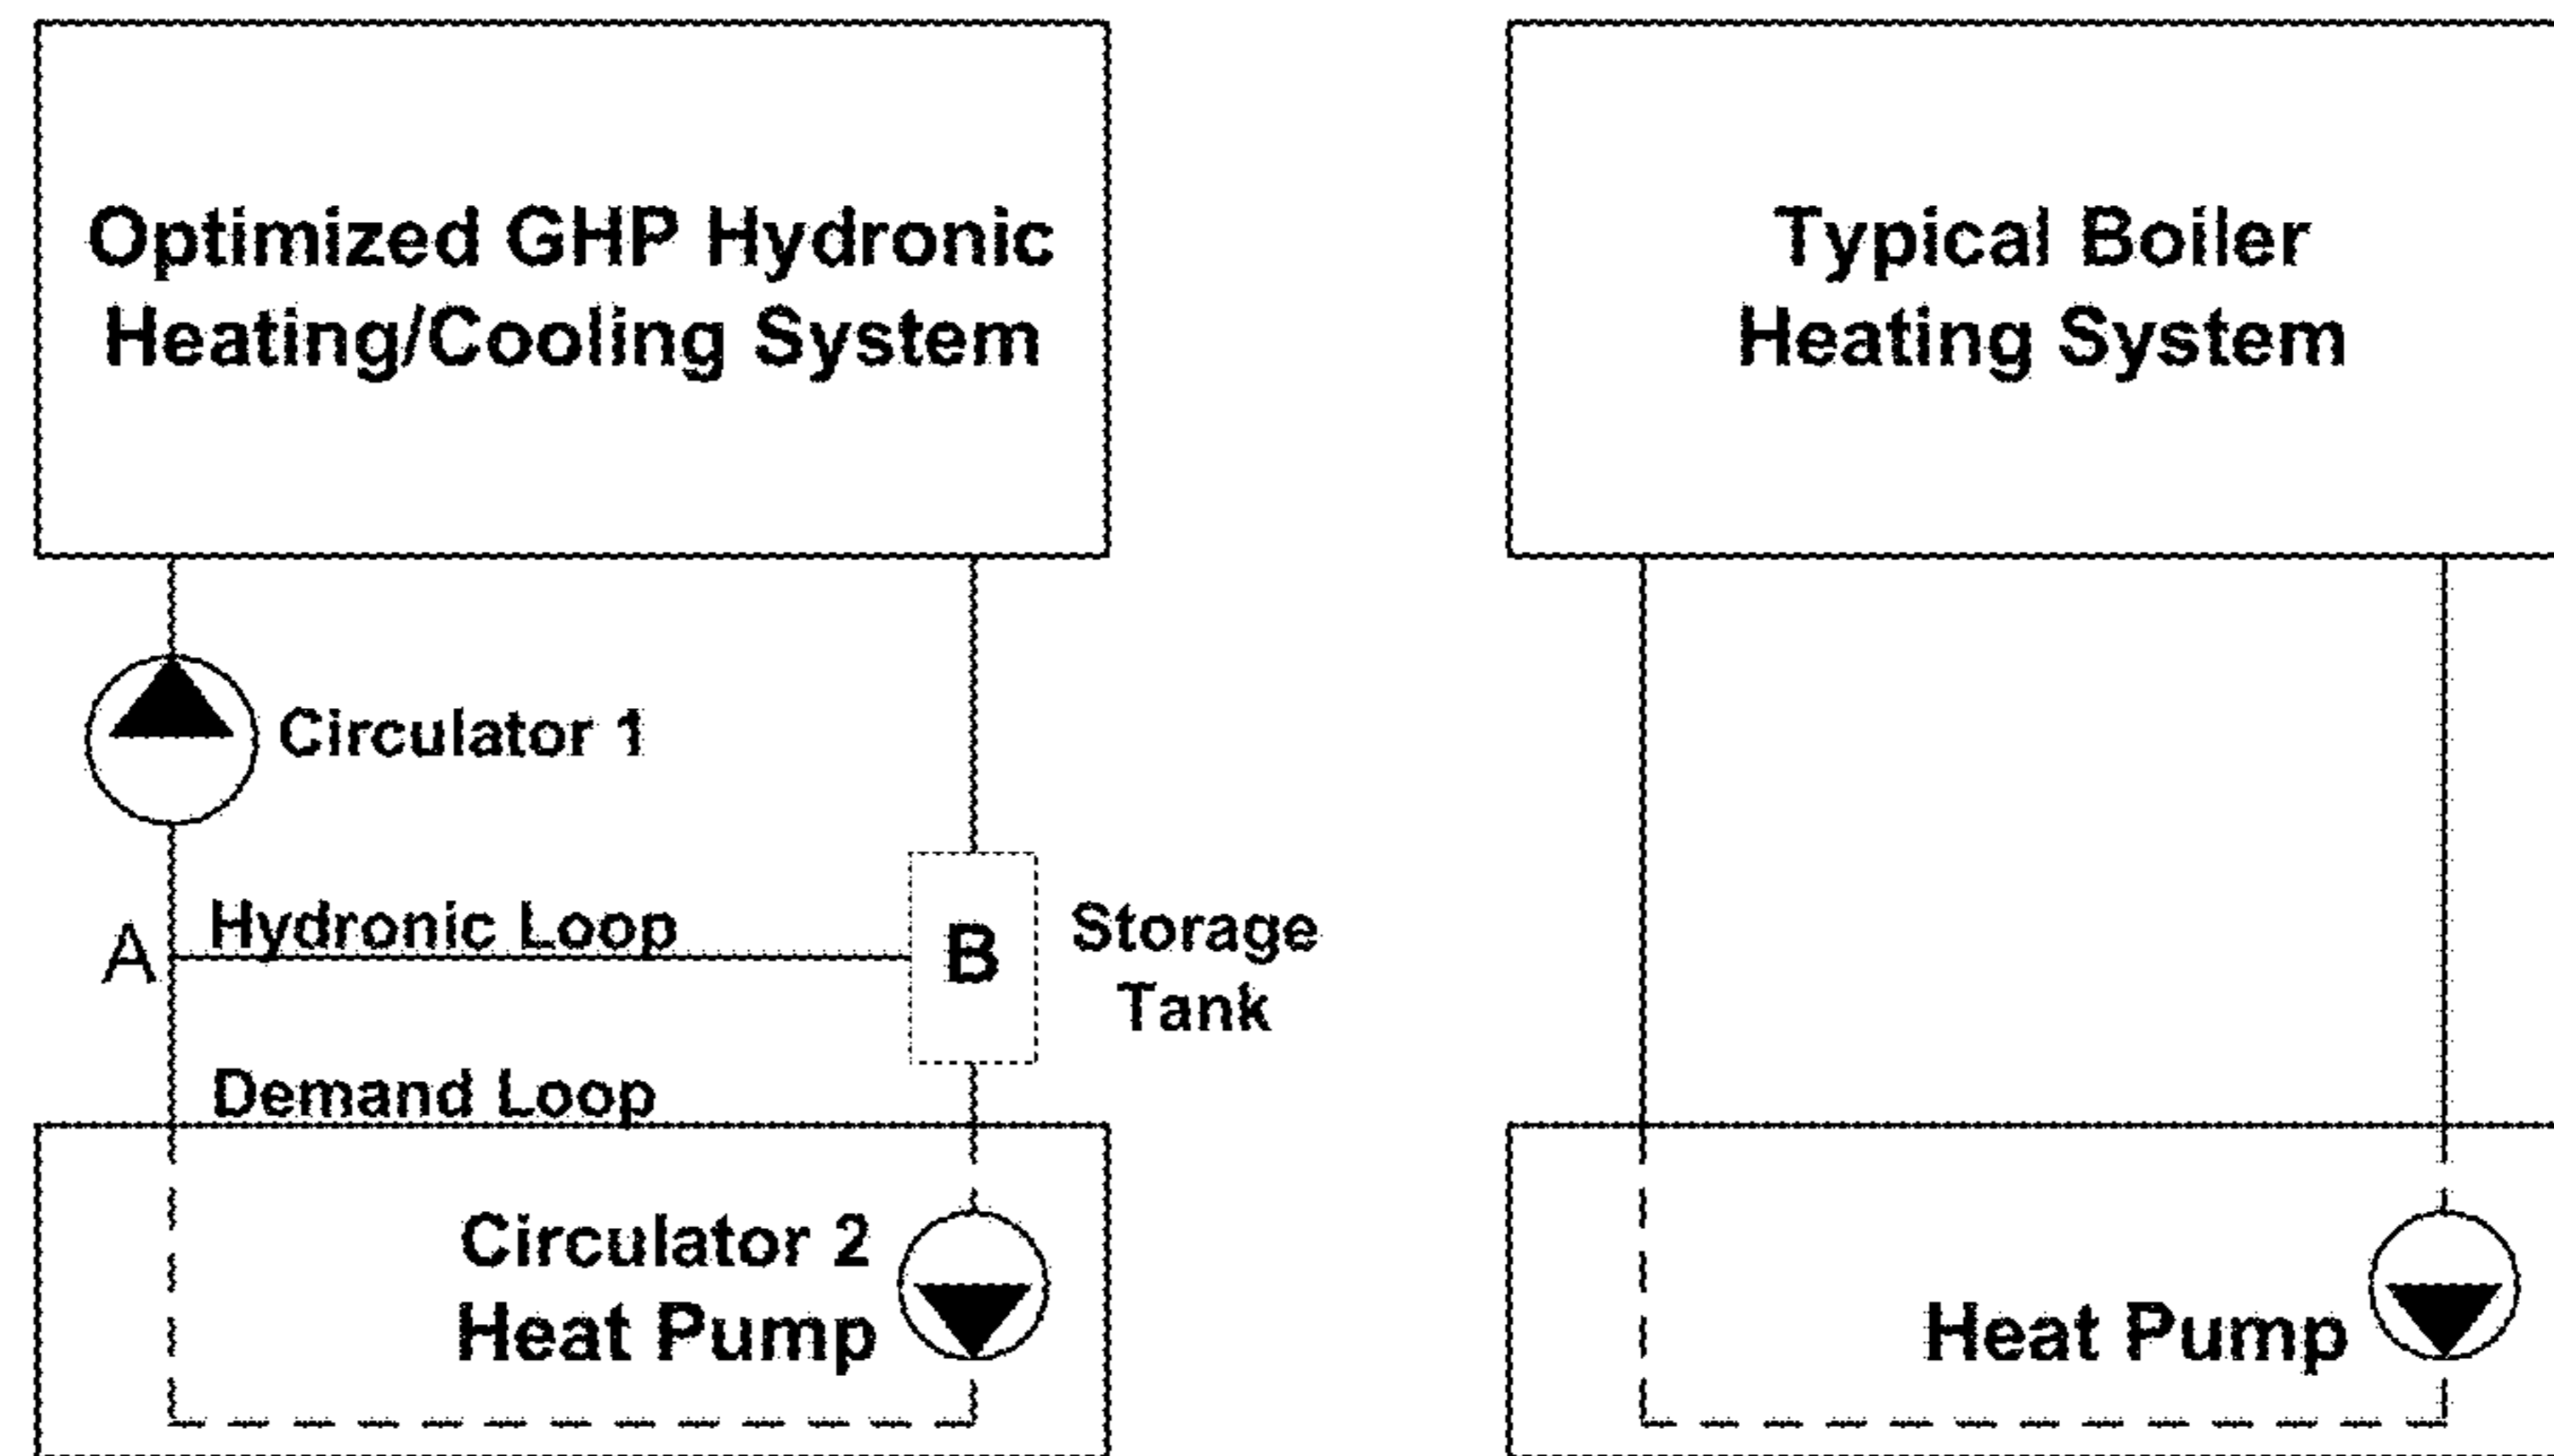 Optimized GHP Hydronic
Heating/Cooling System
Circulator 1
A
Hydronic Loop
B
Storage
Tank
Demand Loop
Circulator 2
Heat Pump
Typical Boiler
Heating System
Heat Pump